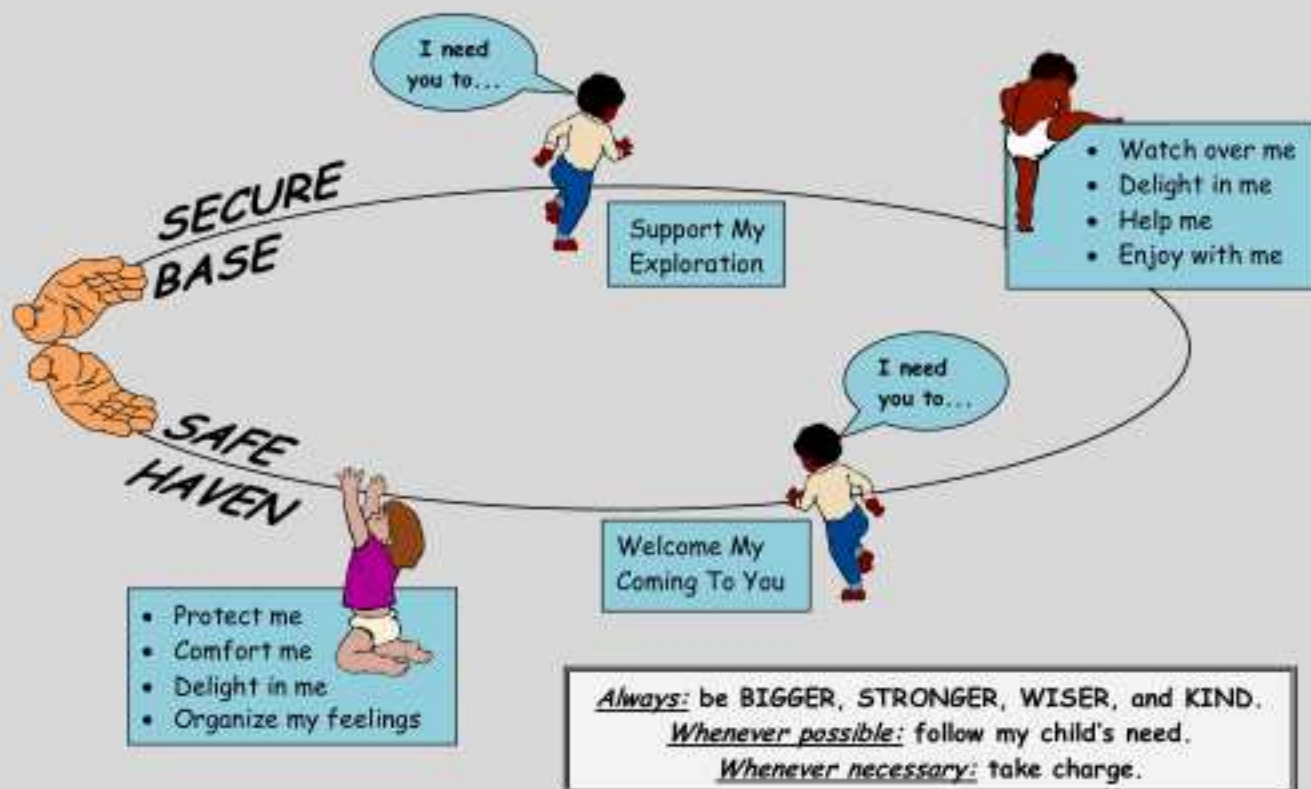 I need
you to...
SECURE
BASE
Support My
Exploration
• Watch over me
• Delight in me
• Help me
• Enjoy with me
I need
you to...
SAFE
HAVEN
Welcome My
Coming To You
• Protect me
• Comfort me
• Delight in me
• Organize my feelings
Always: be BIGGER, STRONGER, WISER, and KIND.
Whenever possible: follow my child's need.
Whenever necessary: take charge.